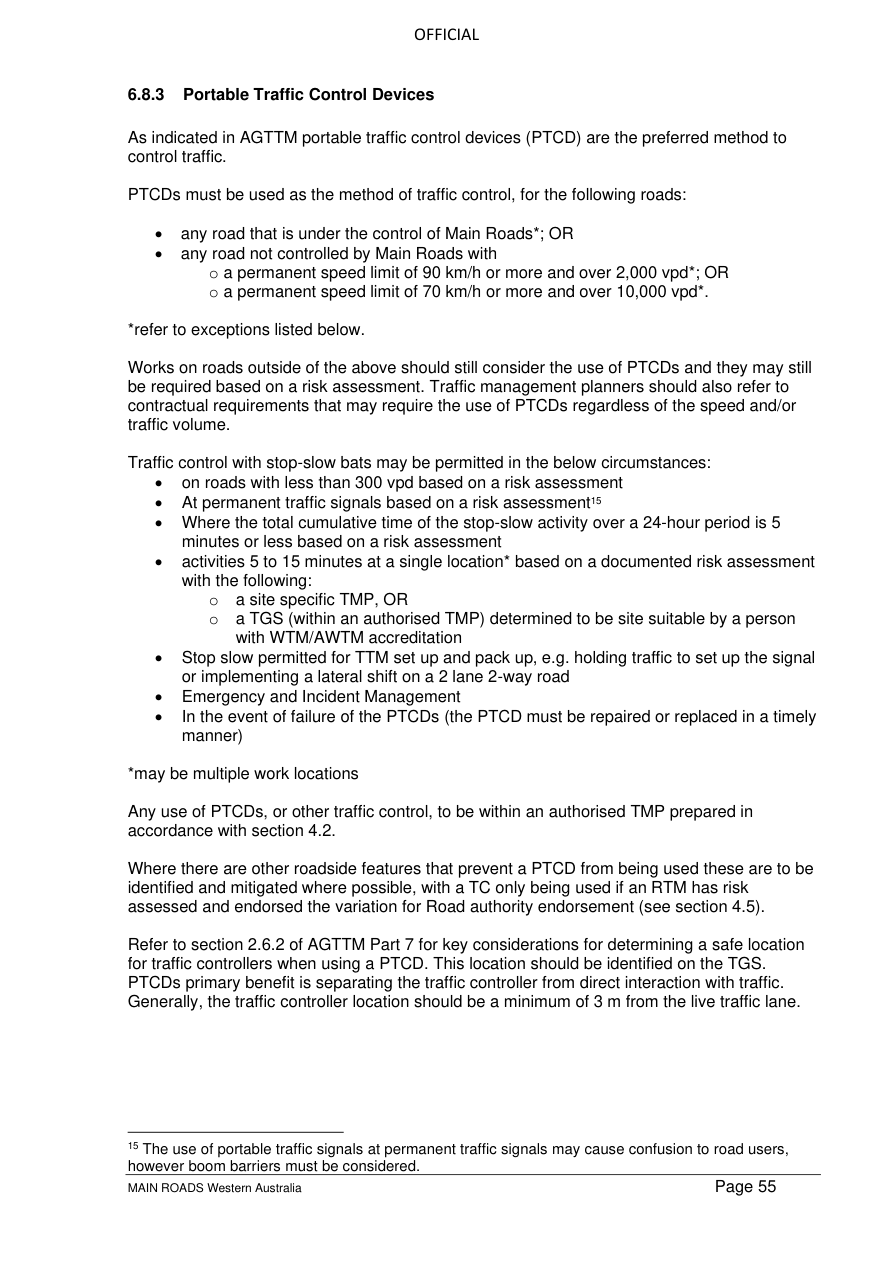 OFFICIAL
6.8.3 Portable Traffic Control Devices
As indicated in AGTTM portable traffic control devices (PTCD) are the preferred method to
control traffic.
PTCDs must be used as the method of traffic control, for the following roads:
• any road that is under the control of Main Roads*; OR
• any road not controlled by Main Roads with
o a permanent speed limit of 90 km/h or more and over 2,000 vpd*; OR
o a permanent speed limit of 70 km/h or more and over 10,000 vpd*.
*refer to exceptions listed below.
Works on roads outside of the above should still consider the use of PTCDs and they may still
be required based on a risk assessment. Traffic management planners should also refer to
contractual requirements that may require the use of PTCDs regardless of the speed and/or
traffic volume.
Traffic control with stop-slow bats may be permitted in the below circumstances:
• on roads with less than 300 vpd based on a risk assessment
• At permanent traffic signals based on a risk assessment15
• Where the total cumulative time of the stop-slow activity over a 24-hour period is 5
minutes or less based on a risk assessment
• activities 5 to 15 minutes at a single location* based on a documented risk assessment
with the following:
o a site specific TMP, OR
o a TGS (within an authorised TMP) determined to be site suitable by a person
with WTM/AWTM accreditation
• Stop slow permitted for TTM set up and pack up, e.g. holding traffic to set up the signal
or implementing a lateral shift on a 2 lane 2-way road
• Emergency and Incident Management
• In the event of failure of the PTCDs (the PTCD must be repaired or replaced in a timely
manner)
*may be multiple work locations
Any use of PTCDs, or other traffic control, to be within an authorised TMP prepared in
accordance with section 4.2.
Where there are other roadside features that prevent a PTCD from being used these are to be
identified and mitigated where possible, with a TC only being used if an RTM has risk
assessed and endorsed the variation for Road authority endorsement (see section 4.5).
Refer to section 2.6.2 of AGTTM Part 7 for key considerations for determining a safe location
for traffic controllers when using a PTCD. This location should be identified on the TGS.
PTCDs primary benefit is separating the traffic controller from direct interaction with traffic.
Generally, the traffic controller location should be a minimum of 3 m from the live traffic lane.
15 The use of portable traffic signals at permanent traffic signals may cause confusion to road users,
however boom barriers must be considered.
MAIN ROADS Western Australia Page 55